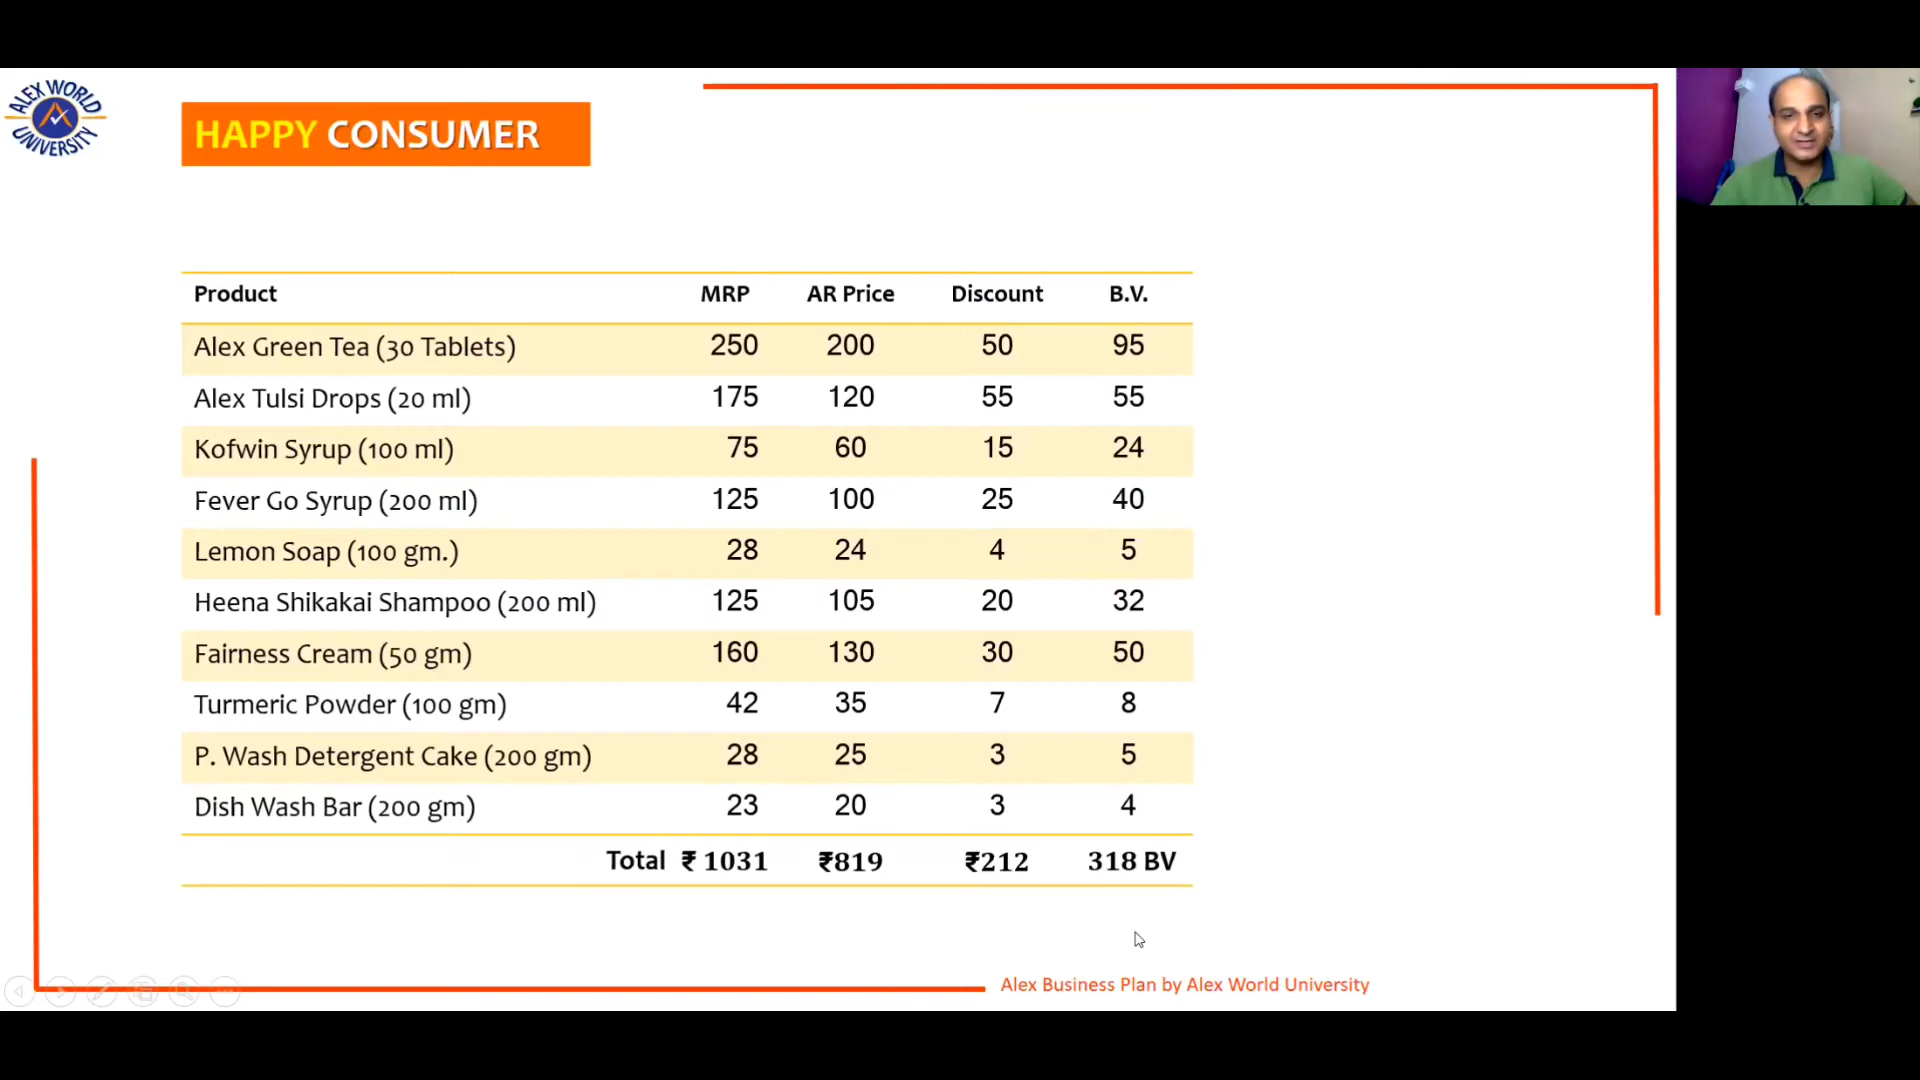 ALEX WORLD
UNIVERSITY
HAPPY CONSUMER
Product MRP AR Price Discount B.V.
Alex Green Tea (30 Tablets) 250 200 50 95
Alex Tulsi Drops (20 ml) 175 120 55 55
Kofwin Syrup (100 ml) 75 60 15 24
Fever Go Syrup (200 ml) 125 100 25 40
Lemon Soap (100 gm.) 28 24 4 5
Heena Shikakai Shampoo (200 ml) 125 105 20 32
Fairness Cream (50 gm) 160 130 30 50
Turmeric Powder (100 gm) 42 35 7 8
P. Wash Detergent Cake (200 gm) 28 25 3 5
Dish Wash Bar (200 gm) 23 20 3 4
Total ₹ 1031 ₹819 ₹212 318 BV
Alex Business Plan by Alex World University